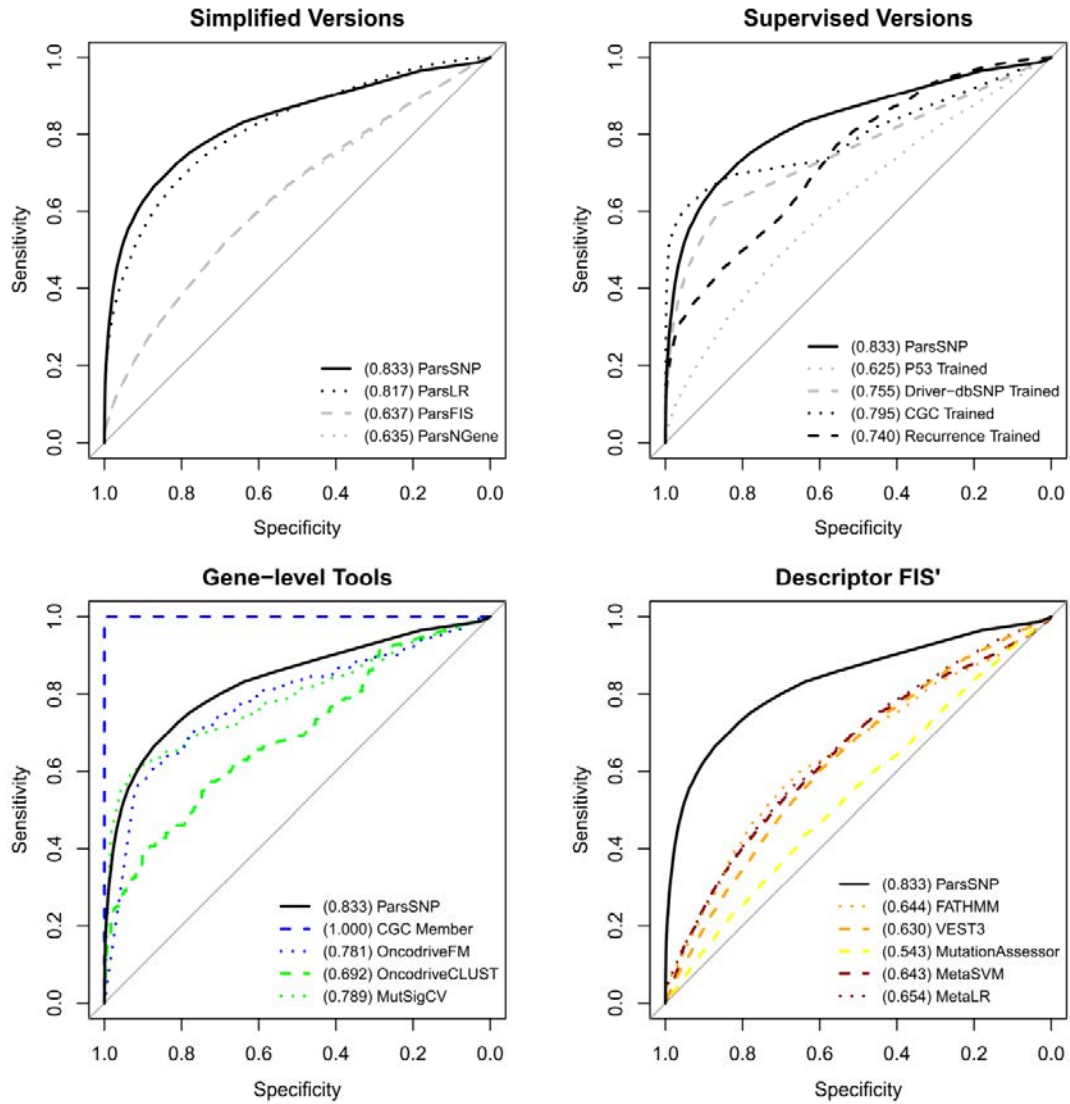 Simplified Versions
Sensitivity
1.0
0.8
0.6
0.4
0.2
0.0
(0.833) ParsSNP
(0.817) ParsLR
(0.637) ParsFIS
(0.635) ParsNGene
1.0 0.8 0.6 0.4 0.2 0.0
Specificity
Supervised Versions
Sensitivity
1.0
0.8
0.6
0.4
0.2
0.0
(0.833) ParsSNP
(0.625) P53 Trained
(0.755) Driver−dbSNP Trained
(0.795) CGC Trained
(0.740) Recurrence Trained
1.0 0.8 0.6 0.4 0.2 0.0
Specificity
Gene−level Tools
Sensitivity
1.0
0.8
0.6
0.4
0.2
0.0
(0.833) ParsSNP
(1.000) CGC Member
(0.781) OncodriveFM
(0.692) OncodriveCLUST
(0.789) MutSigCV
1.0 0.8 0.6 0.4 0.2 0.0
Specificity
Descriptor FIS'
Sensitivity
1.0
0.8
0.6
0.4
0.2
0.0
(0.833) ParsSNP
(0.644) FATHMM
(0.630) VEST3
(0.543) MutationAssessor
(0.643) MetaSVM
(0.654) MetaLR
1.0 0.8 0.6 0.4 0.2 0.0
Specificity